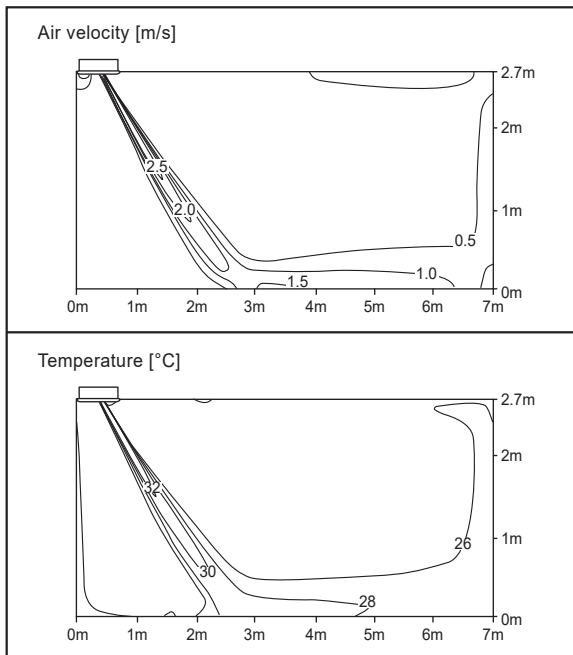 Air velocity [m/s]
2.7m
2m
2.5
2.0
1m
0.5
1.0
1.5
0m
0m 1m 2m 3m 4m 5m 6m 7m
Temperature [°C]
2.7m
2m
32
1m
26
30
28
0m
0m 1m 2m 3m 4m 5m 6m 7m